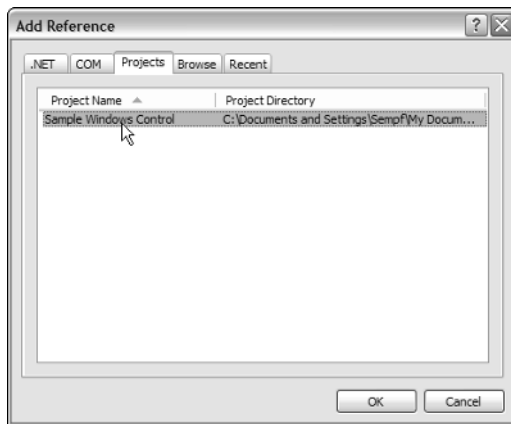 Add Reference
.NET COM Projects Browse Recent
Project Name Project Directory
Sample Windows Control C:\Documents and Settings\Sempf\My Docum...
OK Cancel